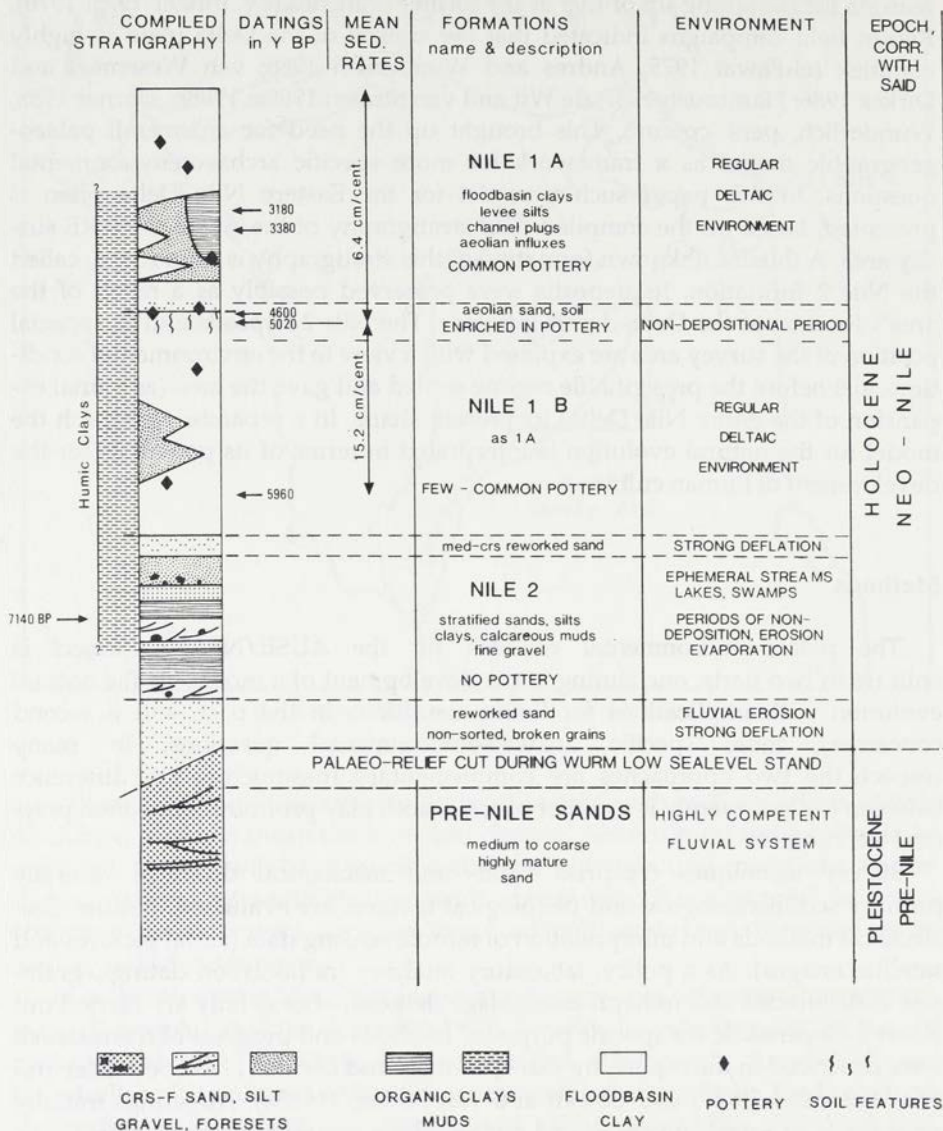 COMPILED STRATIGRAPHY
DATINGS in Y BP
MEAN SED. RATES
FORMATIONS
name & description
ENVIRONMENT
EPOCH, CORR. WITH SAID
Humic Clays
7140 BP
3180
3380
4600
5020
5960
6.4 cm/cent.
15.2 cm/cent.
NILE 1 A
floodbasin clays
levee silts
channel plugs
aeolian influxes
COMMON POTTERY
REGULAR
DELTAIC
ENVIRONMENT
aeolian sand, soil
ENRICHED IN POTTERY
NON-DEPOSITIONAL PERIOD
NILE 1
as 1A
FEW - COMMON POTTERY
REGULAR
DELTAIC
ENVIRONMENT
med-crs reworked sand
STRONG DEFLATION
NILE 2
stratified sands, silts
clays, calcareous muds
fine gravel
NO POTTERY
EPHEMERAL STREAMS
LAKES, SWAMPS
PERIODS OF NON-
DEPOSITION, EROSION
EVAPORATION
reworked sand
non-sorted, broken grains
FLUVIAL EROSION
STRONG DEFLATION
PALAEO-RELIEF CUT DURING WURM LOW SEALEVEL STAND
PRE-NILE SANDS
medium to coarse
highly mature
sand
HIGHLY COMPETENT
FLUVIAL SYSTEM
HOLOCENE
NEO-NILE
PLEISTOCENE
PRE-NILE
CRS-F SAND, SILT
GRAVEL, FORESETS
ORGANIC CLAYS
MUDS
FLOODBASIN
CLAY
POTTERY
SOIL FEATURES